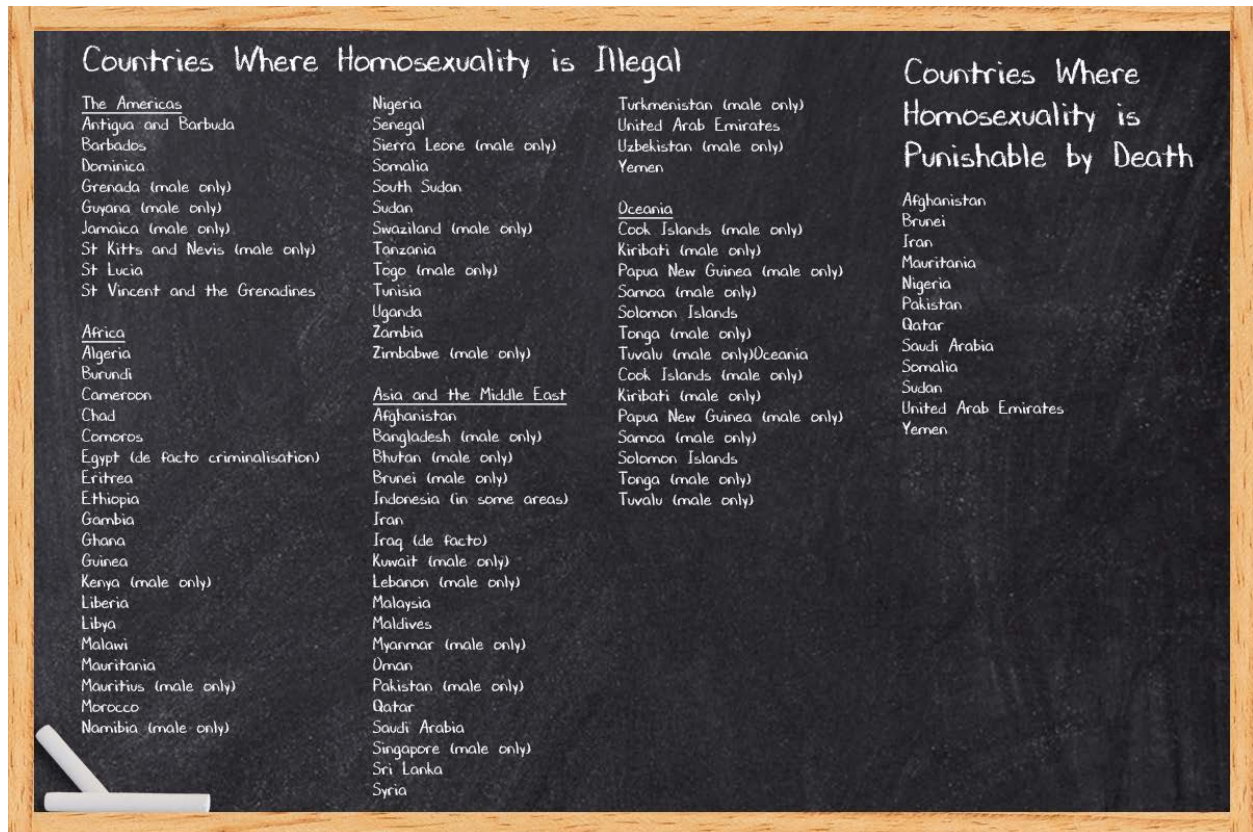 Countries Where Homosexuality is Illegal
The Americas
Antigua and Barbuda
Barbados
Dominica
Grenada (male only)
Guyana (male only)
Jamaica (male only)
St Kitts and Nevis (male only)
St Lucia
St Vincent and the Grenadines
Africa
Algeria
Burundi
Cameroon
Chad
Comoros
Egypt (de facto criminalisation)
Eritrea
Ethiopia
Gambia
Ghana
Guinea
Kenya (male only)
Liberia
Libya
Malawi
Mauritania
Mauritius (male only)
Morocco
Namibia (male only)
Nigeria
Senegal
Sierra Leone (male only)
Somalia
South Sudan
Sudan
Swaziland (male only)
Tanzania
Togo (male only)
Tunisia
Uganda
Zambia
Zimbabwe (male only)
Asia and the Middle East
Afghanistan
Bangladesh (male only)
Bhutan (male only)
Brunei (male only)
Indonesia (in some areas)
Iran
Iraq (de facto)
Kuwait (male only)
Lebanon (male only)
Malaysia
Maldives
Myanmar (male only)
Oman
Pakistan (male only)
Qatar
Saudi Arabia
Singapore (male only)
Sri Lanka
Syria
Turkmenistan (male only)
United Arab Emirates
Uzbekistan (male only)
Yemen
Oceania
Cook Islands (male only)
Kiribati (male only)
Papua New Guinea (male only)
Samoa (male only)
Solomon Islands
Tonga (male only)
Tuvalu (male only)Oceania
Cook Islands (male only)
Kiribati (male only)
Papua New Guinea (male only)
Samoa (male only)
Solomon Islands
Tonga (male only)
Tuvalu (male only)
Countries Where
Homosexuality is
Punishable by Death
Afghanistan
Brunei
Iran
Mauritania
Nigeria
Pakistan
Qatar
Saudi Arabia
Somalia
Sudan
United Arab Emirates
Yemen